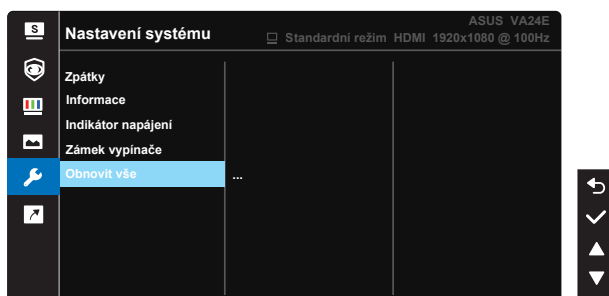 S
Nastavení systému
ASUS VA24E
Standardní režim HDMI 1920x1080 @ 100Hz
Zpátky
Informace
Indikátor napájení
Zámek vypínače
Obnovit vše ...